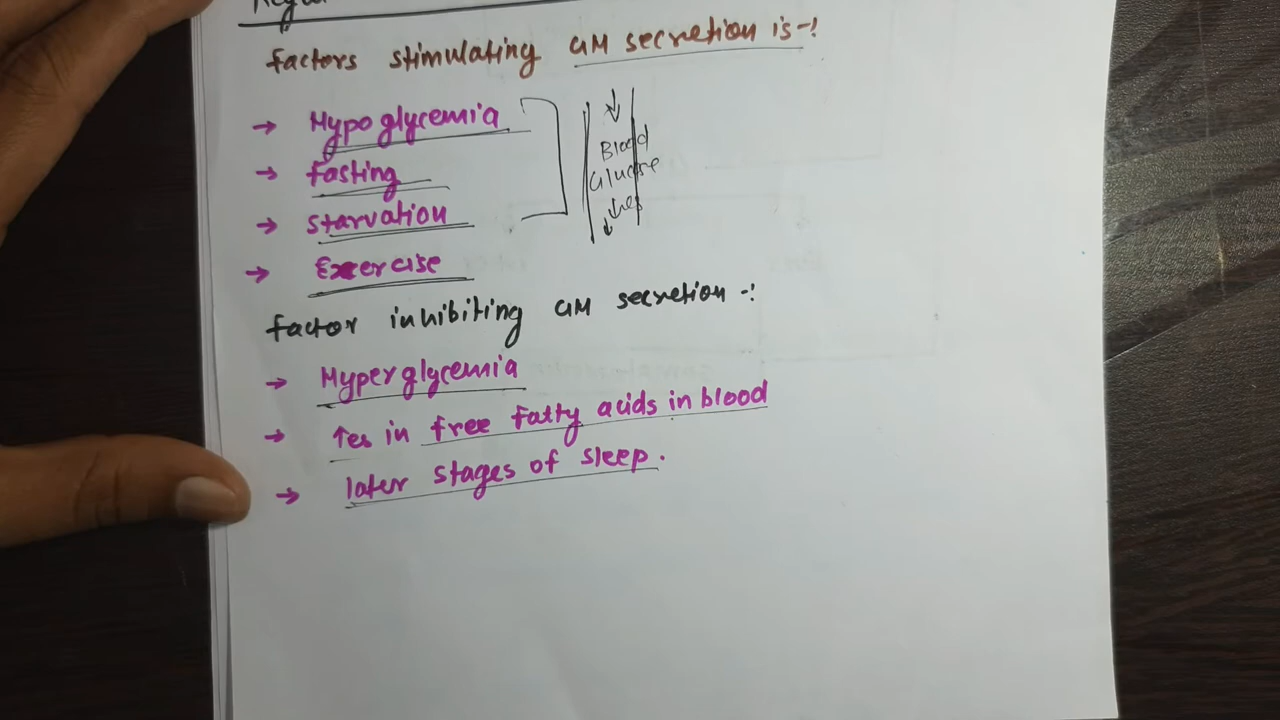 Factors stimulating GH secretion is -:
→ Hypoglycemia
→ fasting
→ starvation
→ Exercise
↓
Blood
Glucose
↓es
↓
factor inhibiting GH secretion -:
→ Hyperglycemia
→ ↑es in free fatty acids in blood
→ later stages of sleep.